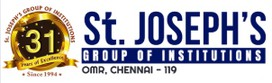 St. JOSEPH'S GROUP OF INSTITUTIONS
31
Years of Excellence
* Since 1994 *
St. JOSEPH'S
GROUP OF INSTITUTIONS
OMR, CHENNAI - 119